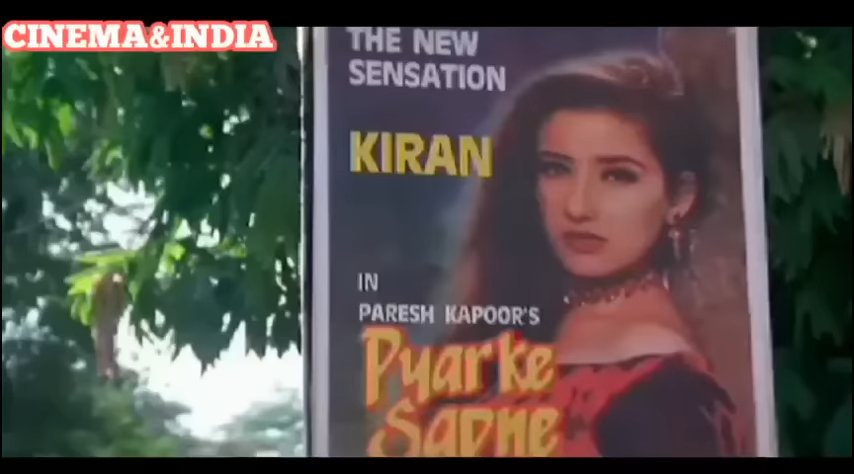 CINEMA&INDIA
THE NEW
SENSATION
KIRAN
IN
PARESH KAPOOR'S
Pyar ke
Sapne